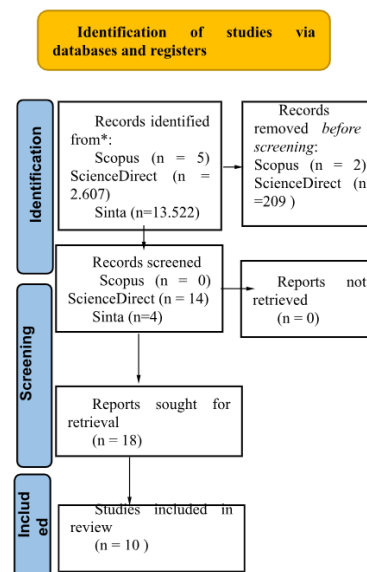 Identification of studies via
databases and registers
Identification
Records identified
from*:
Scopus (n = 5)
ScienceDirect (n =
2.607)
Sinta (n=13.522)
Records
removed before
screening:
Scopus (n = 2)
ScienceDirect (n
=209 )
Screening
Records screened
Scopus (n = 0)
ScienceDirect (n = 14)
Sinta (n=4)
Reports not
retrieved
(n = 0)
Reports sought for
retrieval
(n = 18)
Includ
ed
Studies included in
review
(n = 10 )